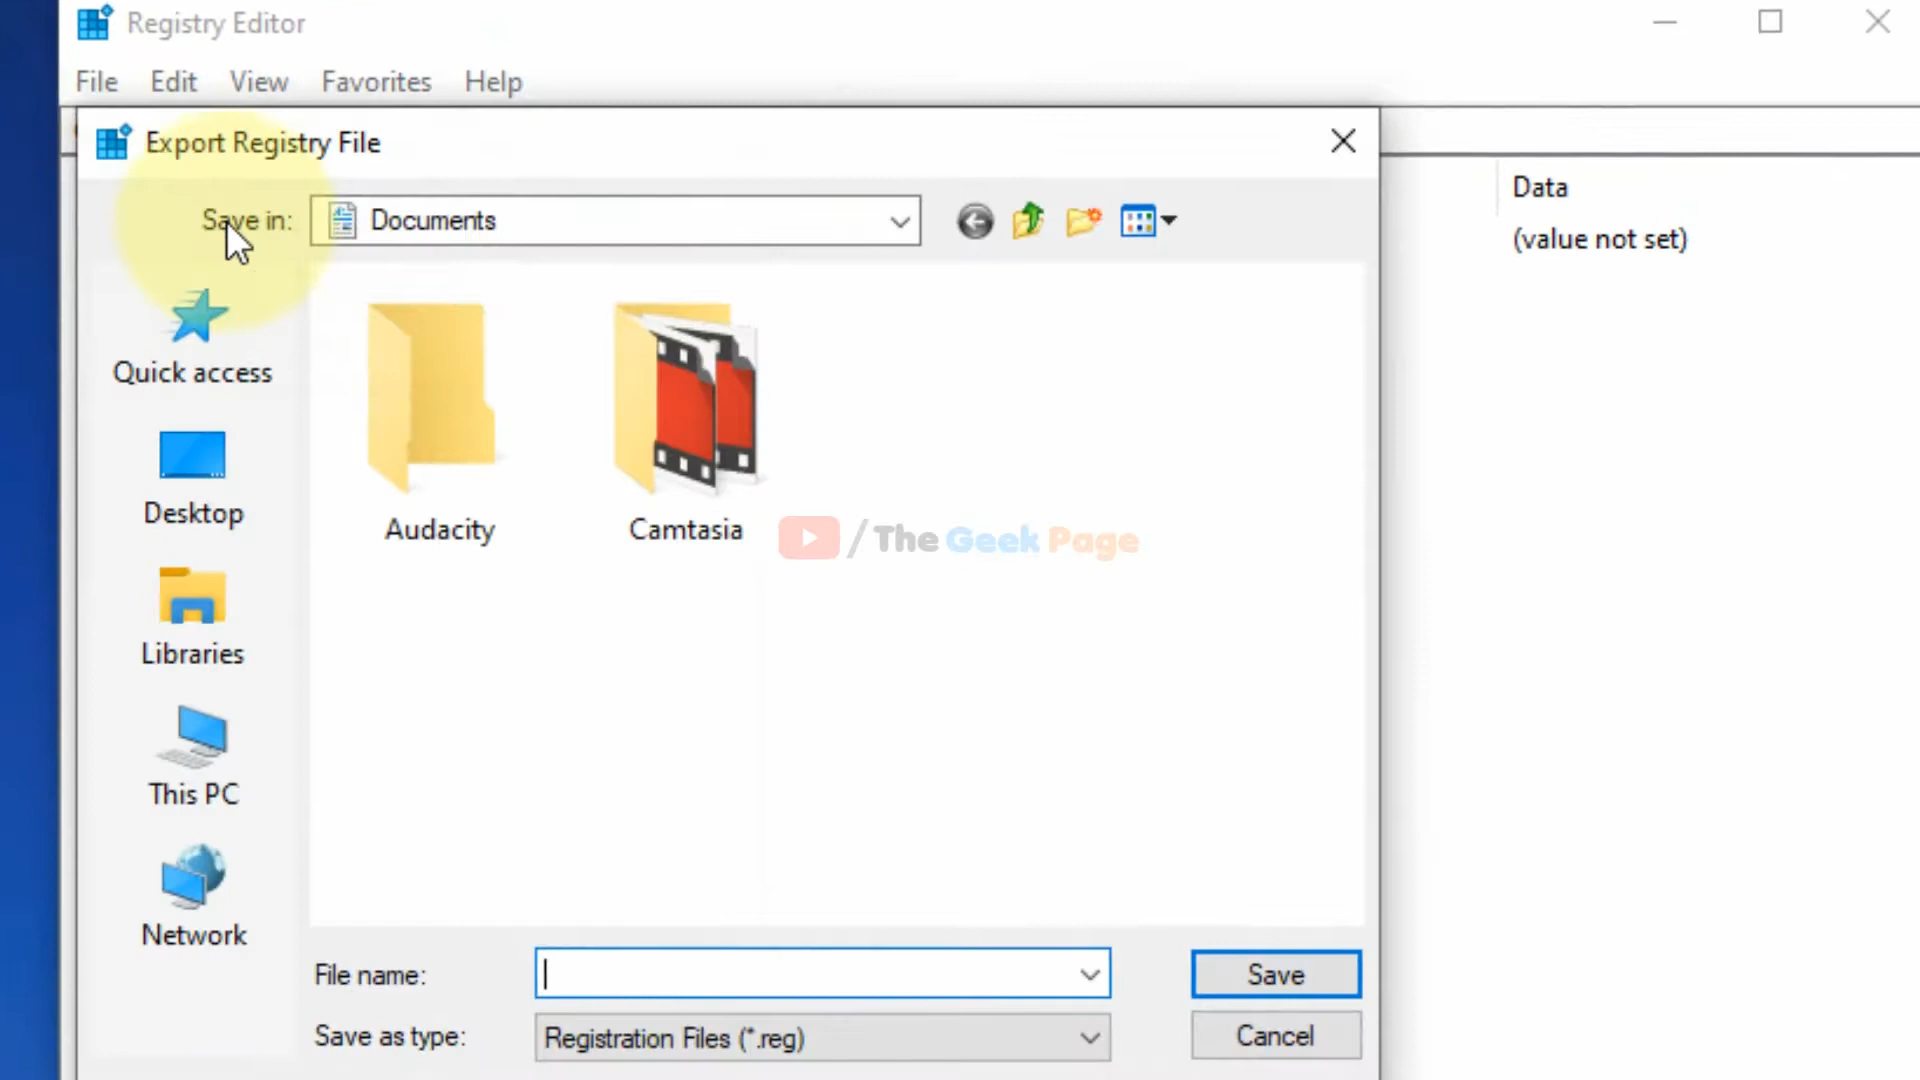 Registry Editor
File Edit View Favorites Help
Export Registry File
Save in: Documents
Data
(value not set)
Quick access
Desktop
Libraries
This PC
Network
Audacity Camtasia
/The Geek Page
File name: Save
Save as type: Registration Files (*.reg) Cancel